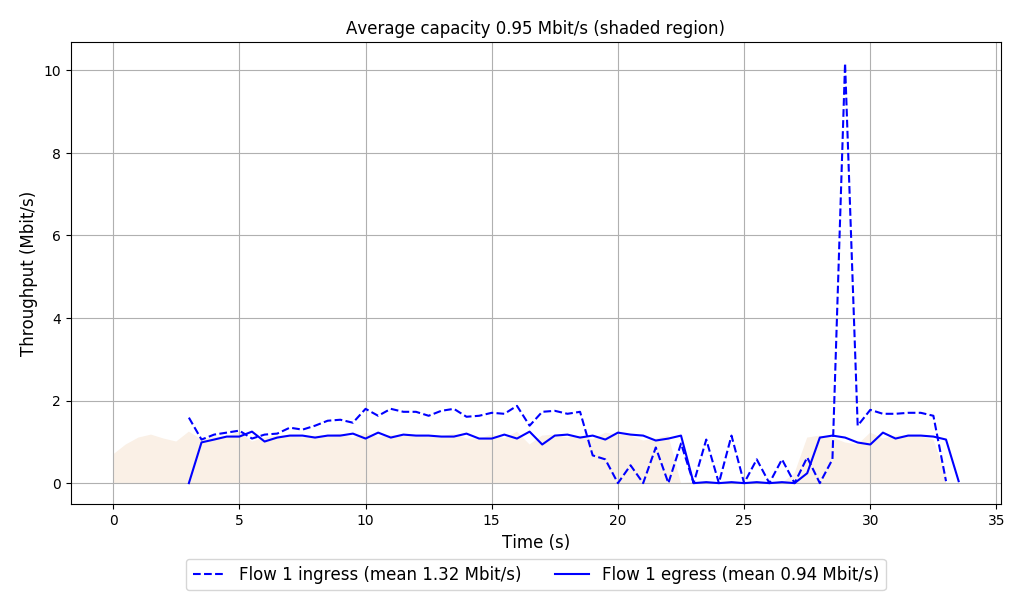 Average capacity 0.95 Mbit/s (shaded region)
Throughput (Mbit/s)
10
8
6
4
2
0
0 5 10 15 20 25 30 35
Time (s)
Flow 1 ingress (mean 1.32 Mbit/s) Flow 1 egress (mean 0.94 Mbit/s)